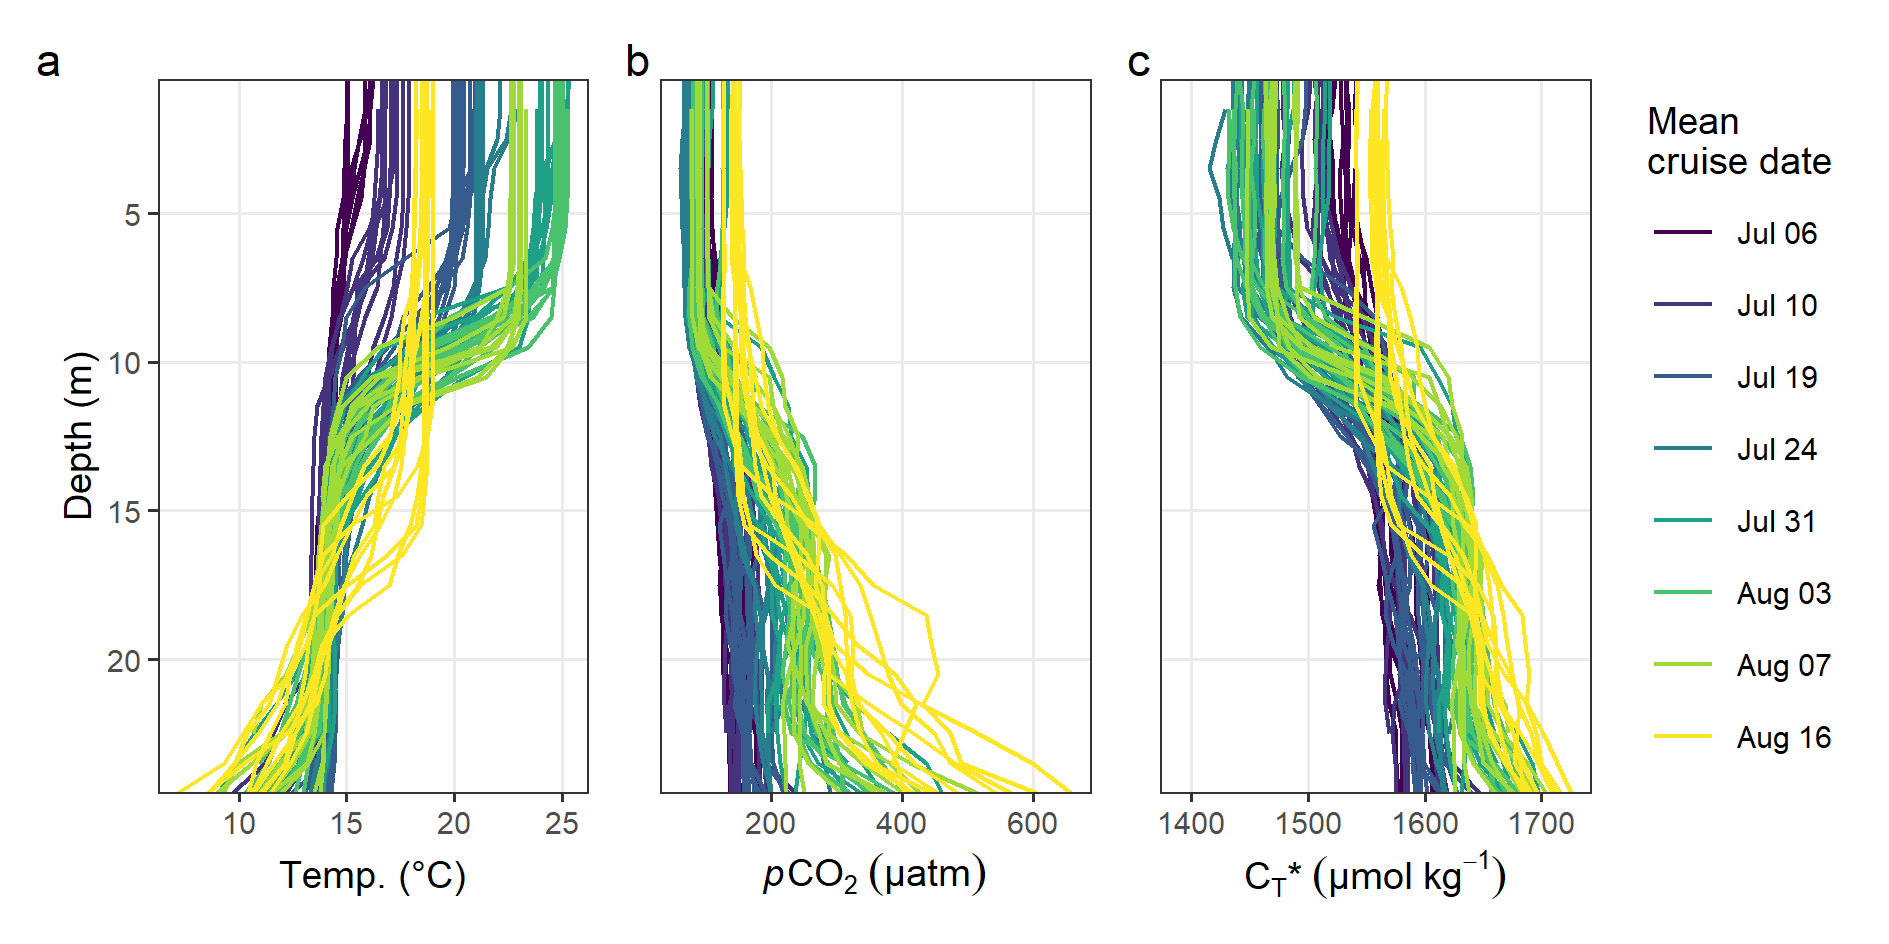 a
b
c
Depth (m)
5
10
15
20
10 15 20 25
Temp. (°C)
200 400 600
pCO₂ (µatm)
1400 1500 1600 1700
C_T* (µmol kg⁻¹)
Mean
cruise date
Jul 06
Jul 10
Jul 19
Jul 24
Jul 31
Aug 03
Aug 07
Aug 16